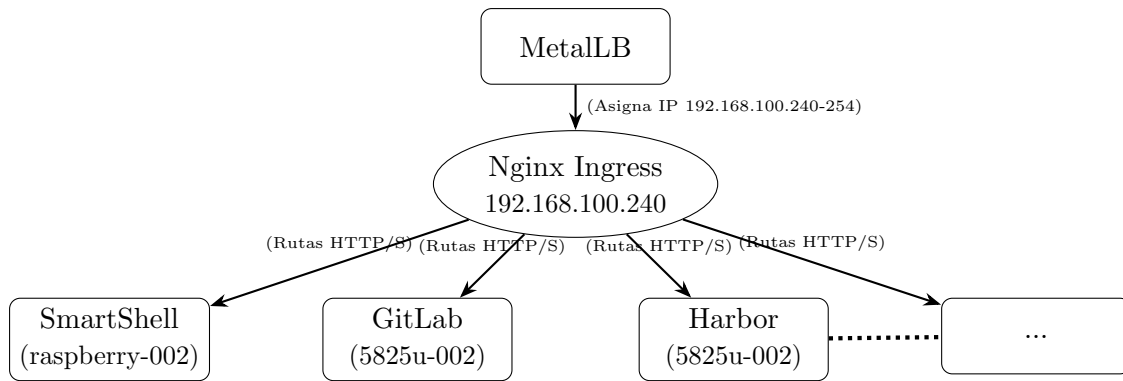 MetalLB
(Asigna IP 192.168.100.240-254)
Nginx Ingress
192.168.100.240
(Rutas HTTP/S)
(Rutas HTTP/S)
(Rutas HTTP/S)
(Rutas HTTP/S)
SmartShell
(raspberry-002)
GitLab
(5825u-002)
Harbor
(5825u-002)
...